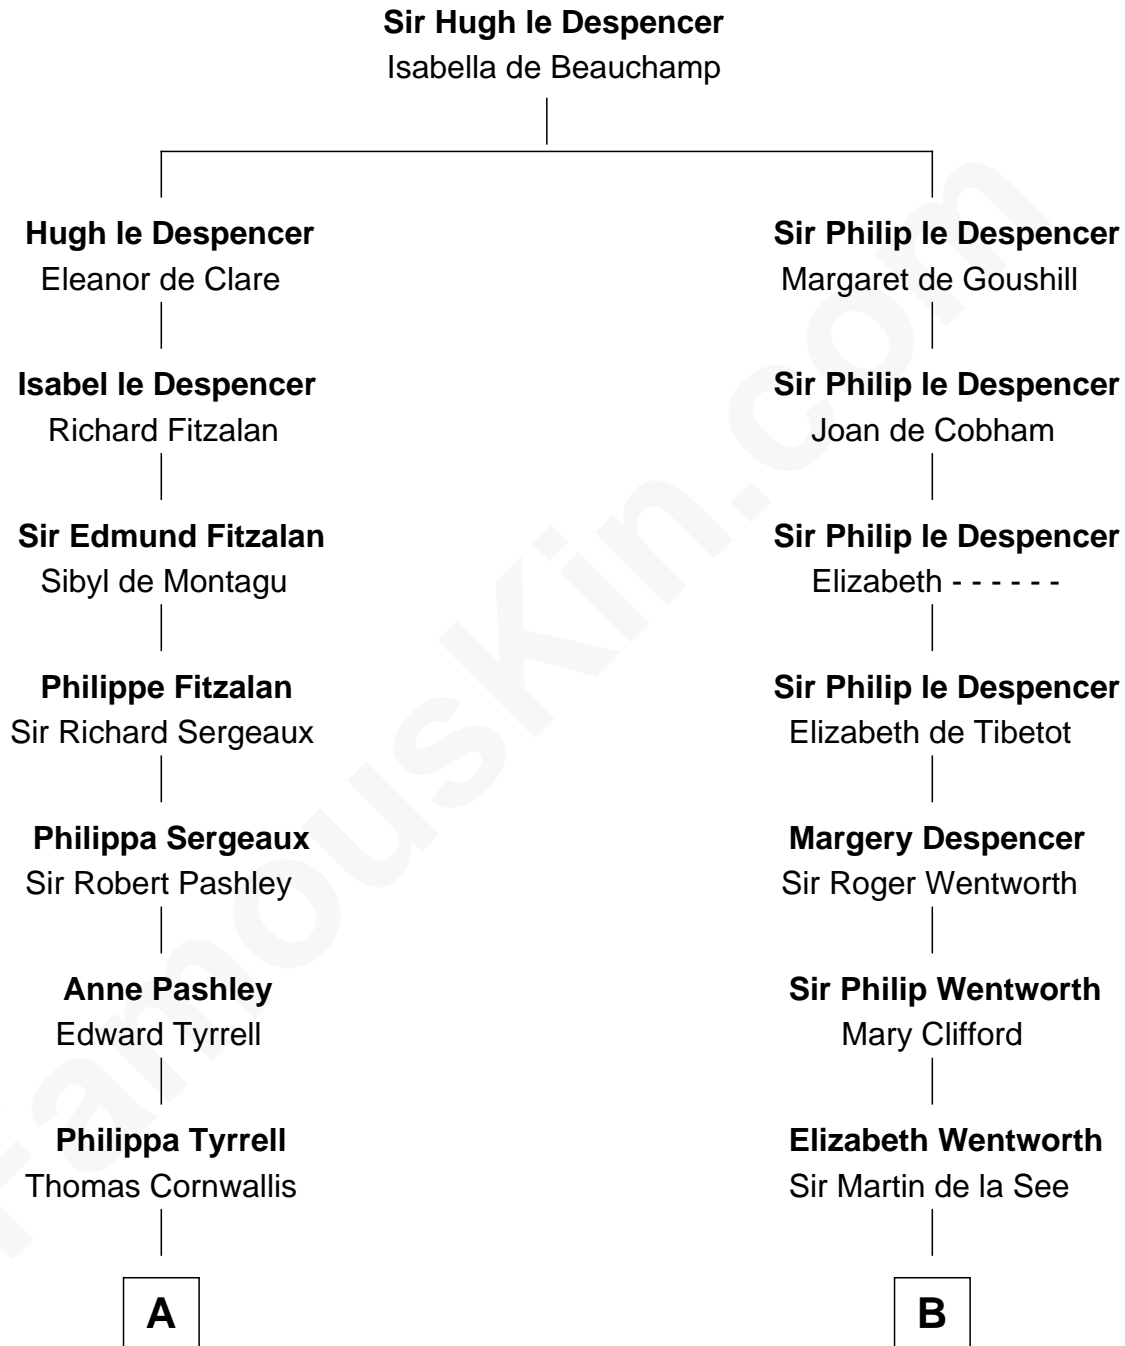 Sir Hugh le Despencer
Isabella de Beauchamp
Hugh le Despencer
Eleanor de Clare
Isabel le Despencer
Richard Fitzalan
Sir Edmund Fitzalan
Sibyl de Montagu
Philippe Fitzalan
Sir Richard Sergeaux
Philippa Sergeaux
Sir Robert Pashley
Anne Pashley
Edward Tyrrell
Philippa Tyrrell
Thomas Cornwallis
A
Sir Philip le Despencer
Margaret de Goushill
Sir Philip le Despencer
Joan de Cobham
Sir Philip le Despencer
Elizabeth - - - - - -
Sir Philip le Despencer
Elizabeth de Tibetot
Margery Despencer
Sir Roger Wentworth
Sir Philip Wentworth
Mary Clifford
Elizabeth Wentworth
Sir Martin de la See
B
FamousKin.com